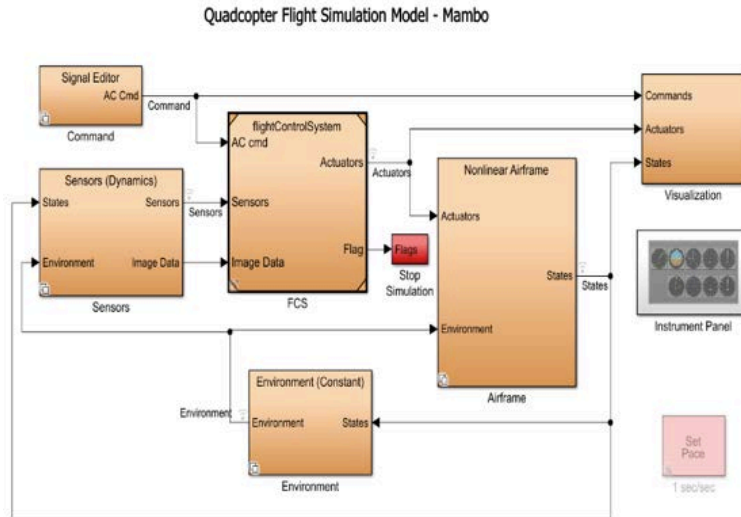 Quadcopter Flight Simulation Model - Mambo
Signal Editor
AC Cmd
Command
Command
flightControlSystem
AC cmd
Actuators
Actuators
Sensors
Image Data
Flag
FCS
Flags
Stop
Simulation
Sensors (Dynamics)
States
Sensors
Sensors
Environment
Image Data
Sensors
Nonlinear Airframe
Actuators
States
States
Environment
Airframe
Commands
Actuators
States
Visualization
Instrument Panel
Environment (Constant)
Environment
Environment
States
Environment
Set
Pace
1 sec/sec